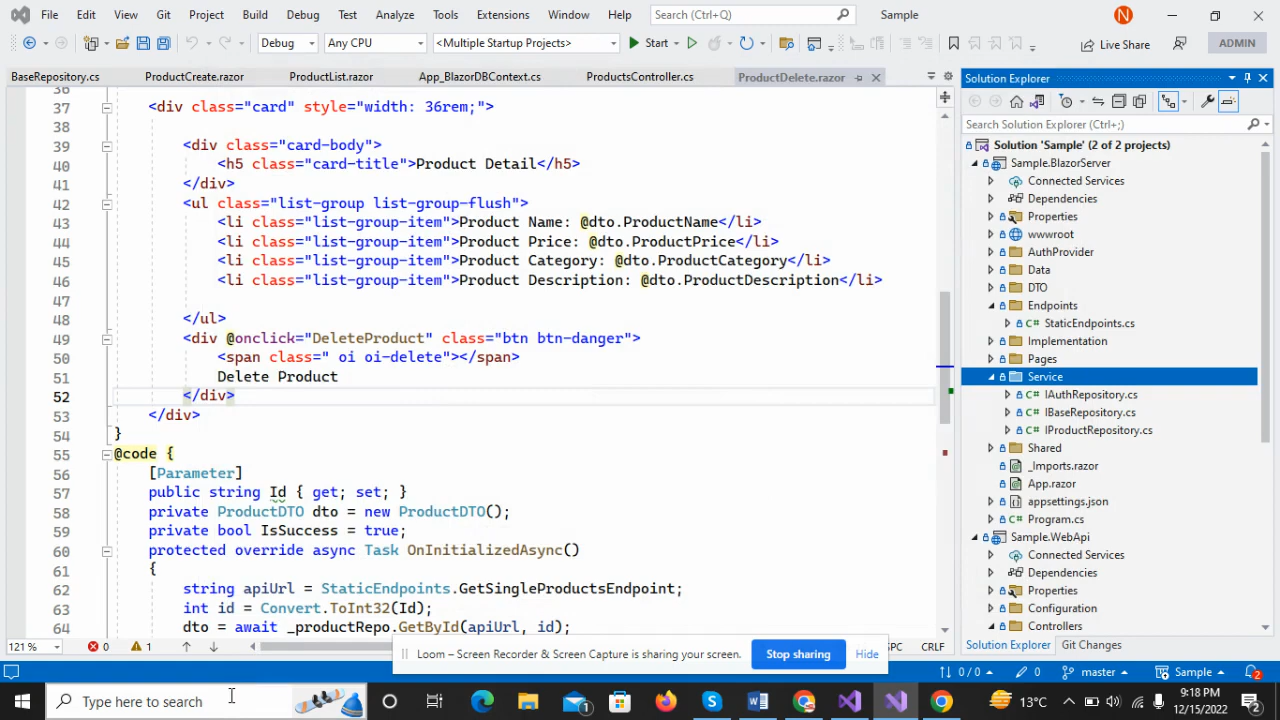 File Edit View Git Project Build Debug Test Analyze Tools Extensions Window Help Search (Ctrl+Q) Sample N
Debug Any CPU <Multiple Startup Projects> Start Live Share ADMIN
BaseRepository.cs ProductCreate.razor ProductList.razor App_BlazorDBContext.cs ProductsController.cs ProductDelete.razor
36
37 <div class="card" style="width: 36rem;">
38
39 <div class="card-body">
40 <h5 class="card-title">Product Detail</h5>
41 </div>
42 <ul class="list-group list-group-flush">
43 <li class="list-group-item">Product Name: @dto.ProductName</li>
44 <li class="list-group-item">Product Price: @dto.ProductPrice</li>
45 <li class="list-group-item">Product Category: @dto.ProductCategory</li>
46 <li class="list-group-item">Product Description: @dto.ProductDescription</li>
47
48 </ul>
49 <div @onclick="DeleteProduct" class="btn btn-danger">
50 <span class=" oi oi-delete"></span>
51 Delete Product
52 </div>
53 </div>
54 }
55 @code {
56 [Parameter]
57 public string Id { get; set; }
58 private ProductDTO dto = new ProductDTO();
59 private bool IsSuccess = true;
60 protected override async Task OnInitializedAsync()
61 {
62 string apiUrl = StaticEndpoints.GetSingleProductsEndpoint;
63 int id = Convert.ToInt32(Id);
64 dto = await _productRepo.GetById(apiUrl, id);
121 % 0 1 SPC CRLF
Loom – Screen Recorder & Screen Capture is sharing your screen. Stop sharing Hide
Solution Explorer
Search Solution Explorer (Ctrl+;)
Solution 'Sample' (2 of 2 projects)
Sample.BlazorServer
Connected Services
Dependencies
Properties
wwwroot
AuthProvider
Data
DTO
Endpoints
C# StaticEndpoints.cs
Implementation
Pages
Service
C# IAuthRepository.cs
C# IBaseRepository.cs
C# IProductRepository.cs
Shared
_Imports.razor
App.razor
appsettings.json
C# Program.cs
Sample.WebApi
Connected Services
Dependencies
Properties
Configuration
Controllers
Solution Explorer Git Changes
0 / 0 0 master Sample 2
Type here to search 1 13°C 9:18 PM
12/15/2022 2